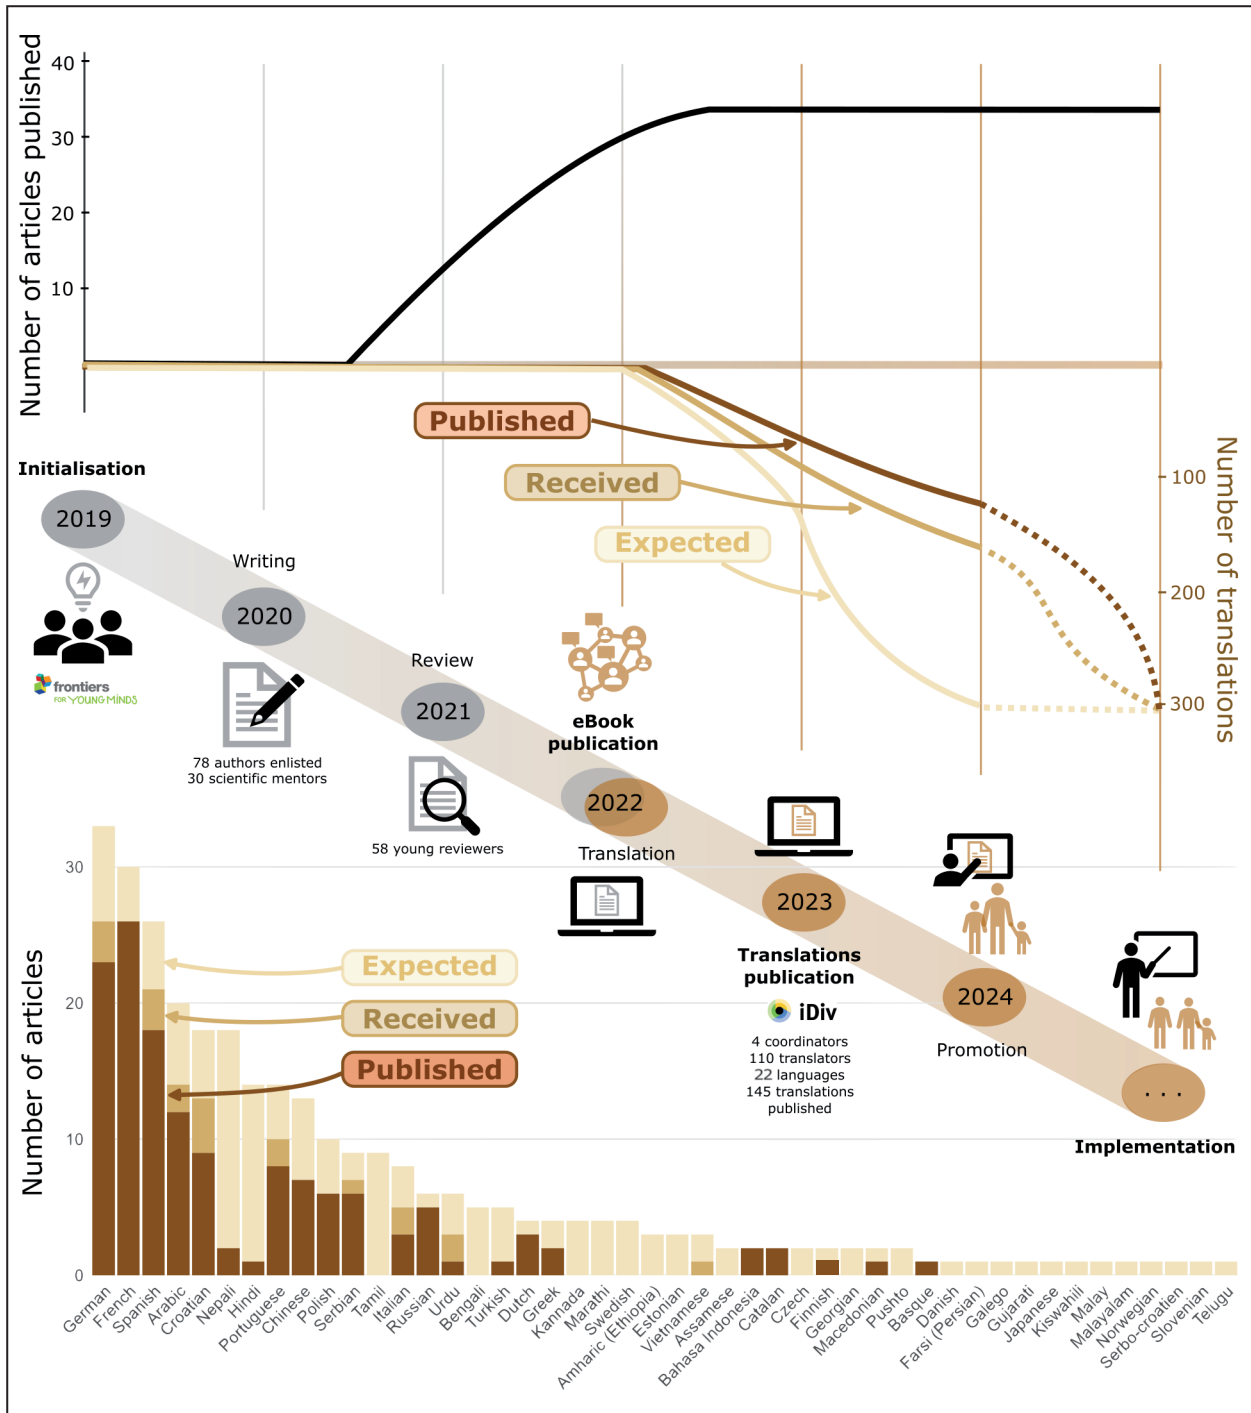 Number of articles published
40
30
20
10
Published
Received
Expected
Number of translations
100
200
300
Initialisation
2019
frontiers
FOR YOUNG MINDS
Writing
2020
78 authors enlisted
30 scientific mentors
Review
2021
58 young reviewers
eBook
publication
2022
Translation
2023
Translations
publication
iDiv
4 coordinators
110 translators
22 languages
145 translations
published
2024
Promotion
...
Implementation
Number of articles
30
20
10
0
Expected
Received
Published
German
French
Spanish
Arabic
Croatian
Nepali
Hindi
Portuguese
Chinese
Polish
Serbian
Tamil
Italian
Russian
Urdu
Bengali
Turkish
Dutch
Greek
Kannada
Marathi
Swedish
Amharic (Ethiopia)
Estonian
Vietnamese
Assamese
Bahasa Indonesia
Catalan
Czech
Finnish
Georgian
Macedonian
Pushto
Basque
Danish
Farsi (Persian)
Galego
Gujarati
Japanese
Kiswahili
Malay
Malayalam
Norwegian
Serbo-croatien
Slovenian
Telugu